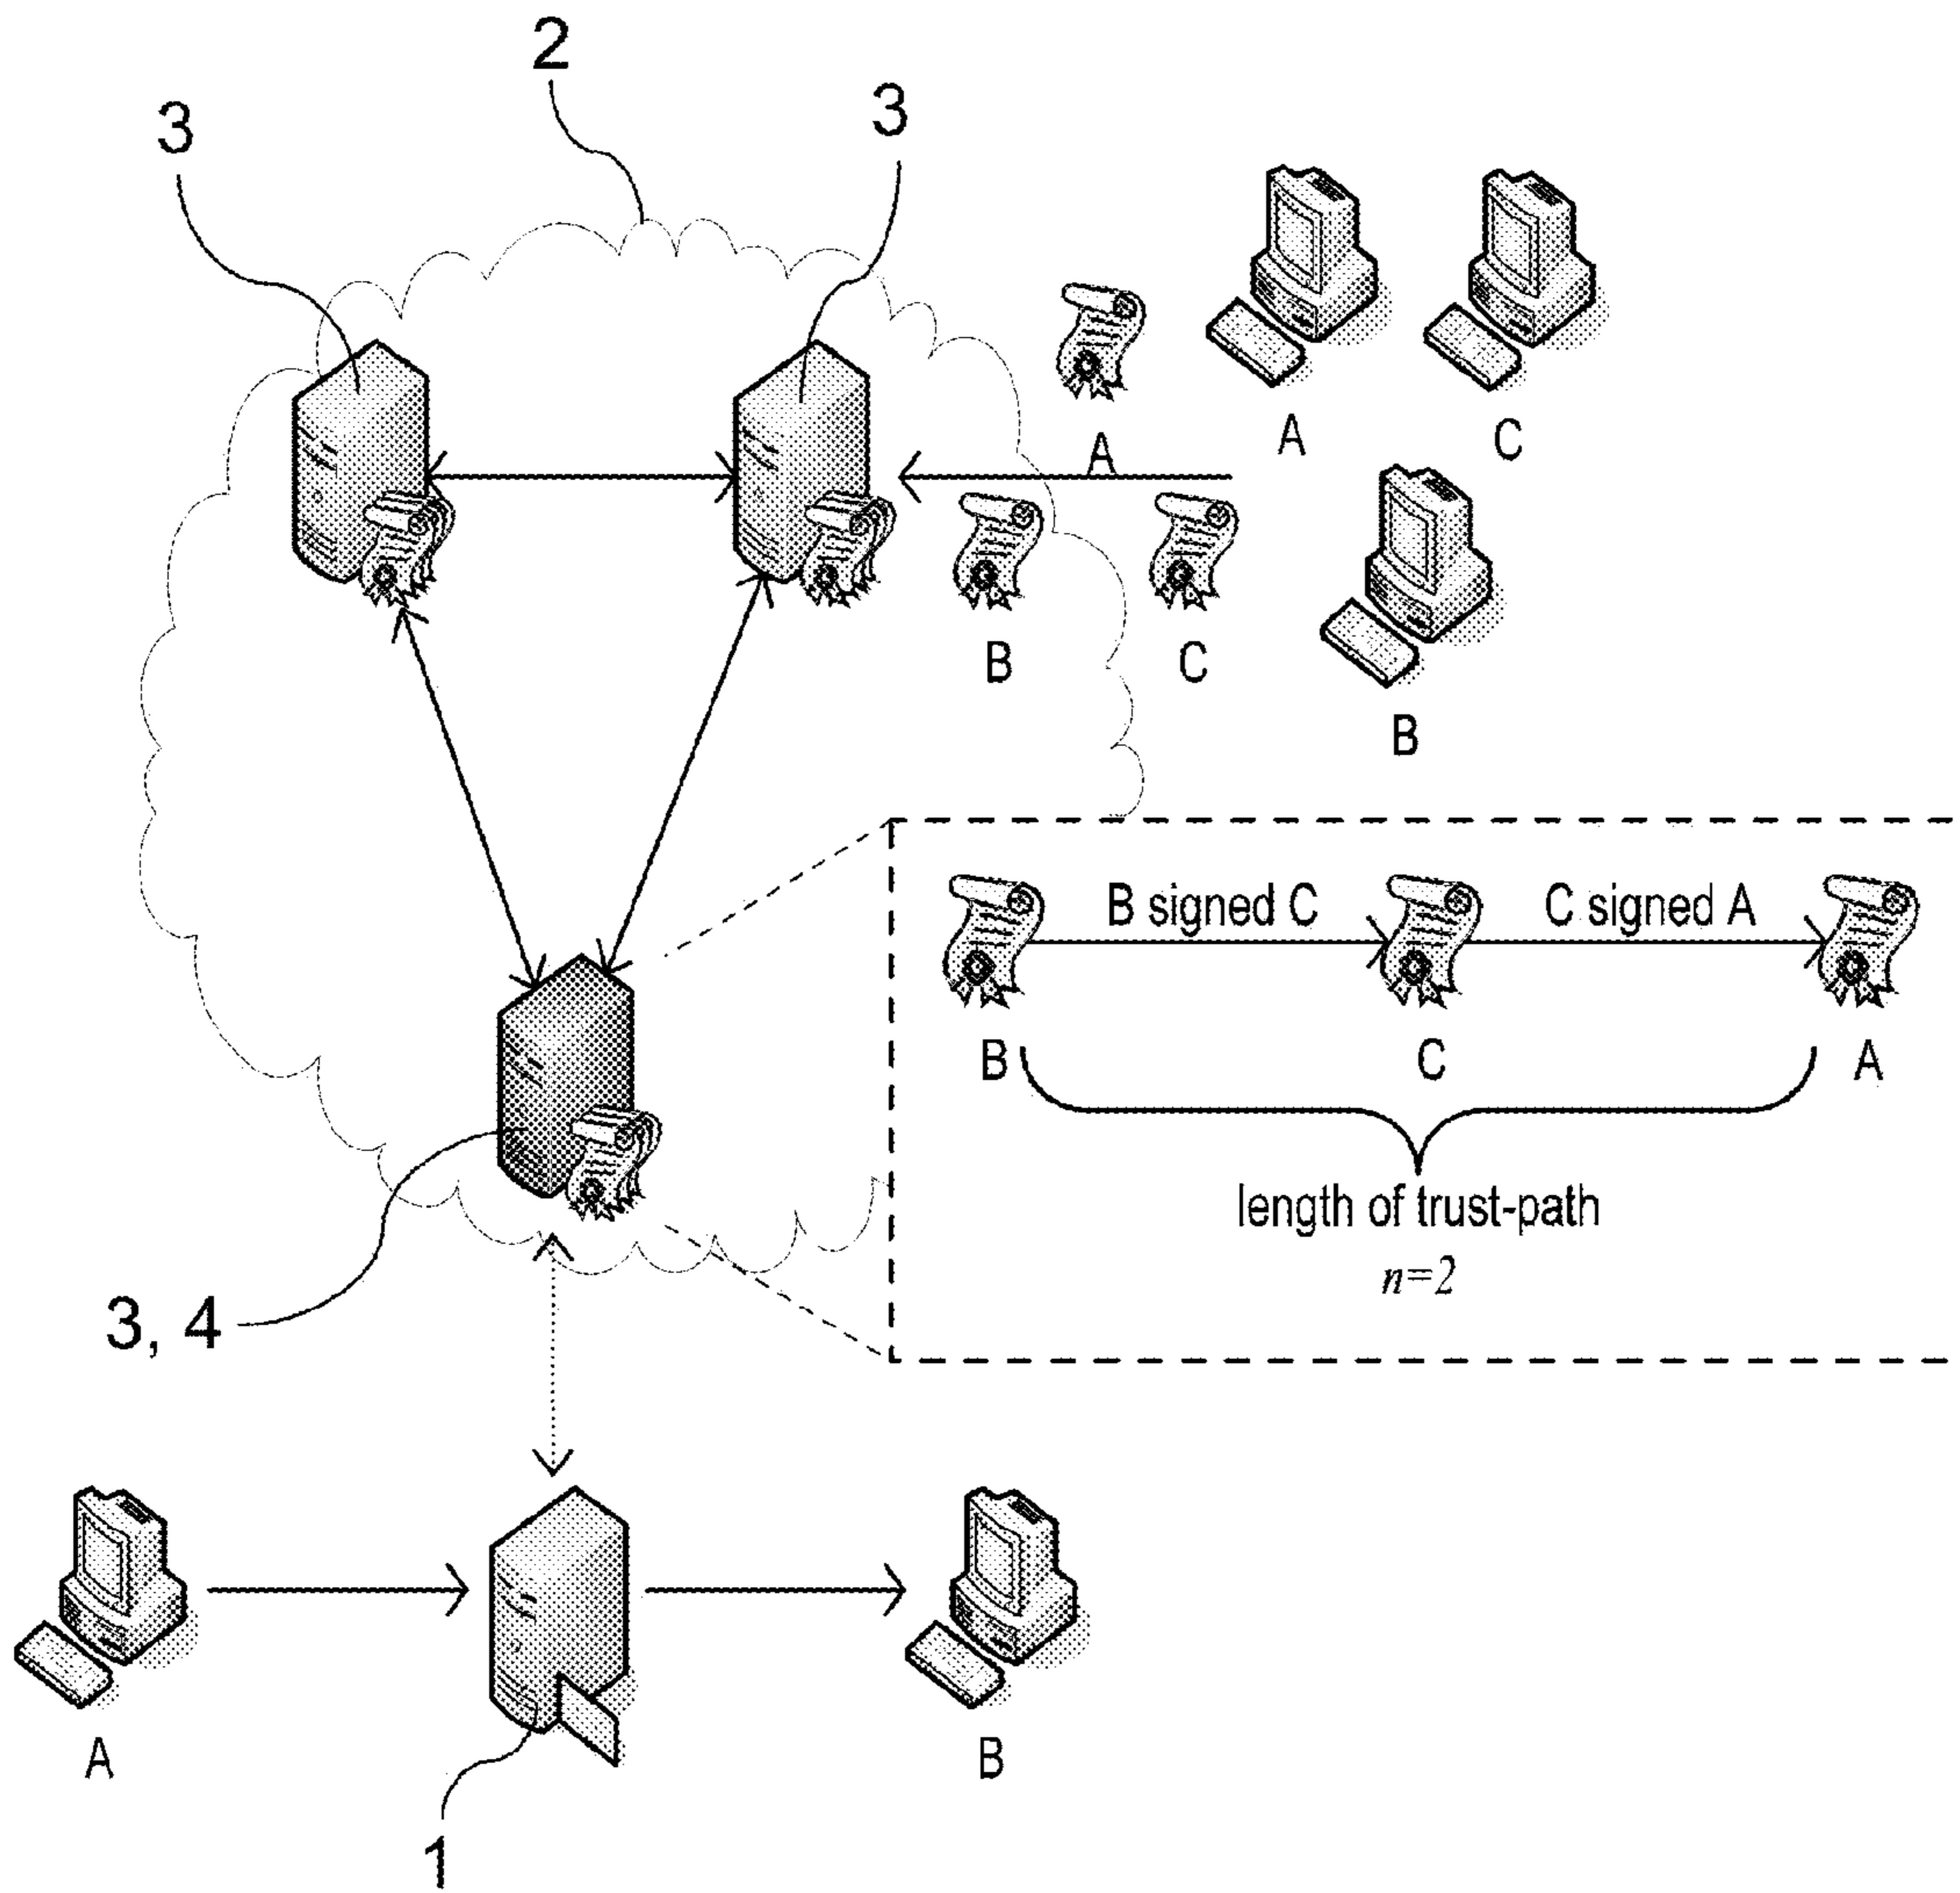 2
3
3
A
C
A
B
C
B
B signed C
C signed A
B
C
A
length of trust-path
n=2
3, 4
A
B
1